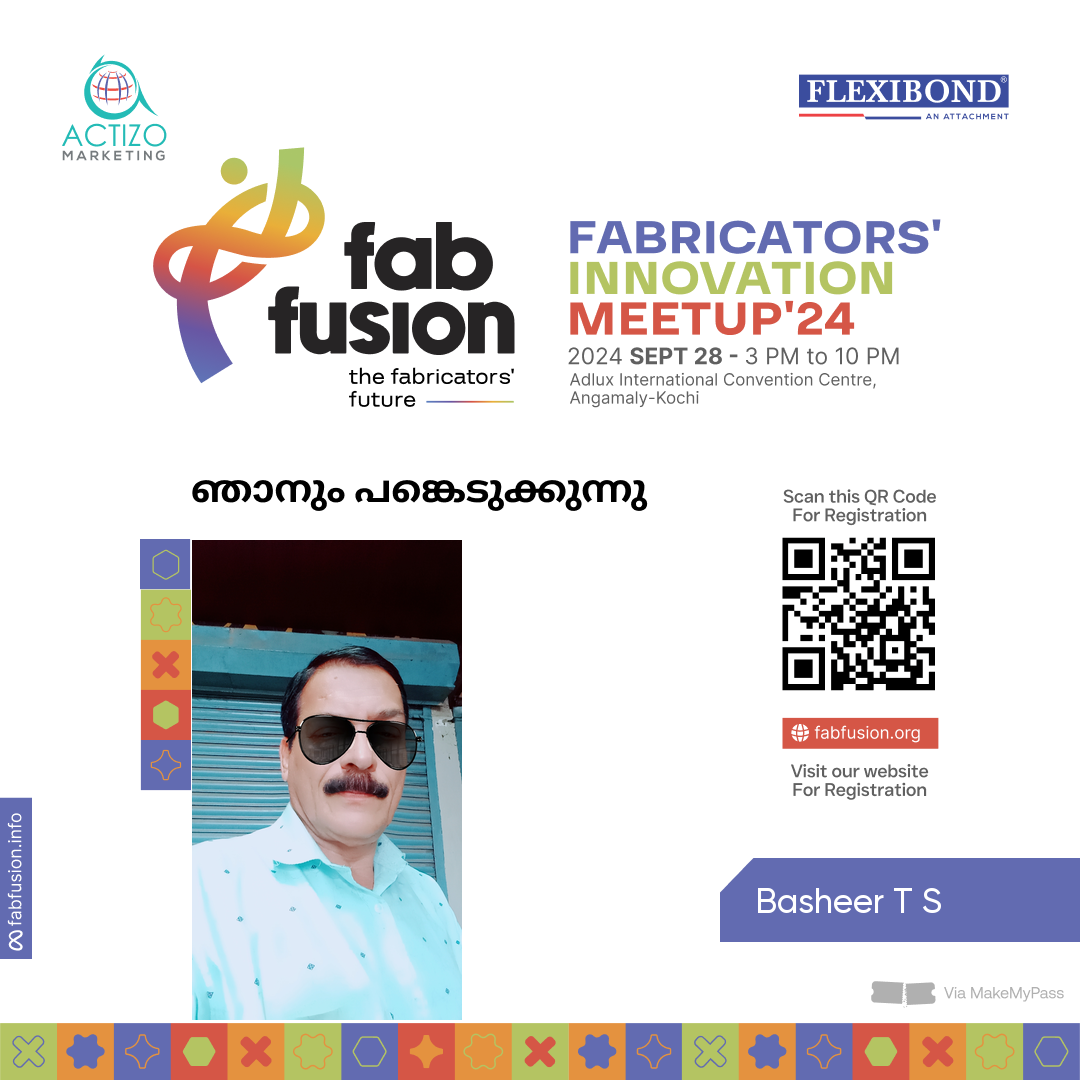 ACTIZO
MARKETING
FLEXIBOND®
AN ATTACHMENT
fab
fusion
the fabricators'
future
FABRICATORS'
INNOVATION
MEETUP'24
2024 SEPT 28 - 3 PM to 10 PM
Adlux International Convention Centre,
Angamaly-Kochi
ഞാനും പങ്കെടുക്കുന്നു
Scan this QR Code
For Registration
fabfusion.org
Visit our website
For Registration
fabfusion.info
Basheer T S
Via MakeMyPass